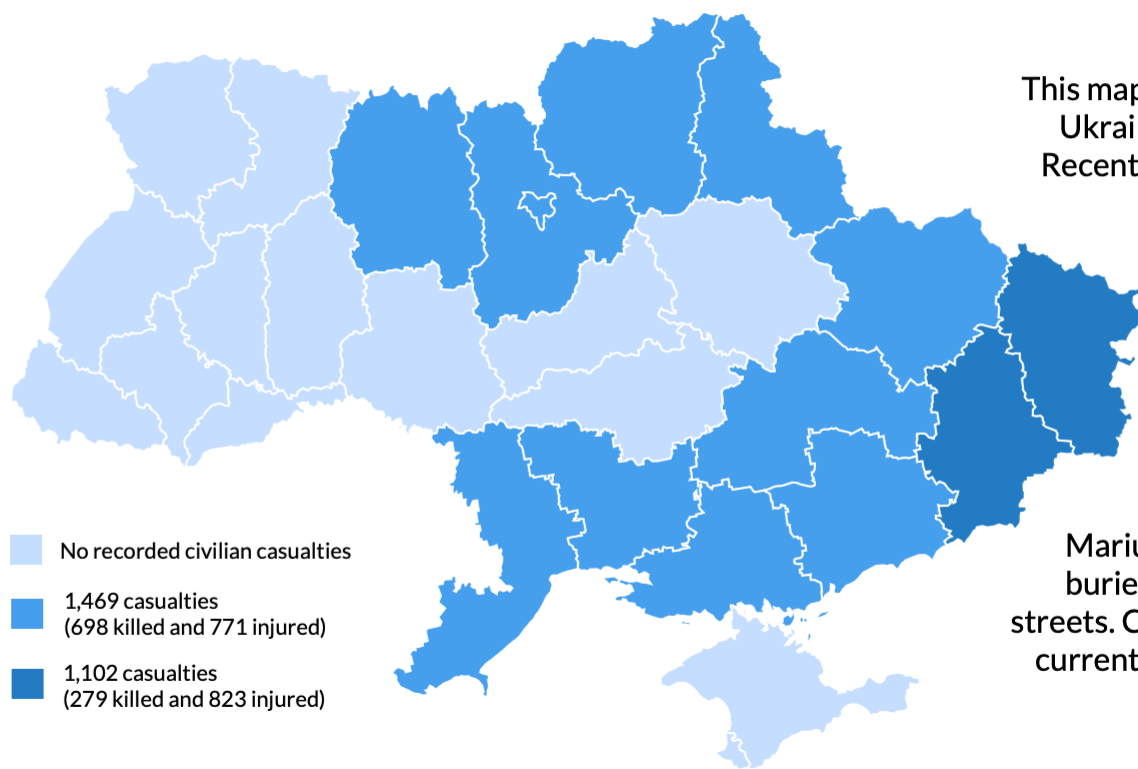 This map
Ukrai
Recent
No recorded civilian casualties
1,469 casualties
(698 killed and 771 injured)
1,102 casualties
(279 killed and 823 injured)
Mariu
burie
streets. C
current